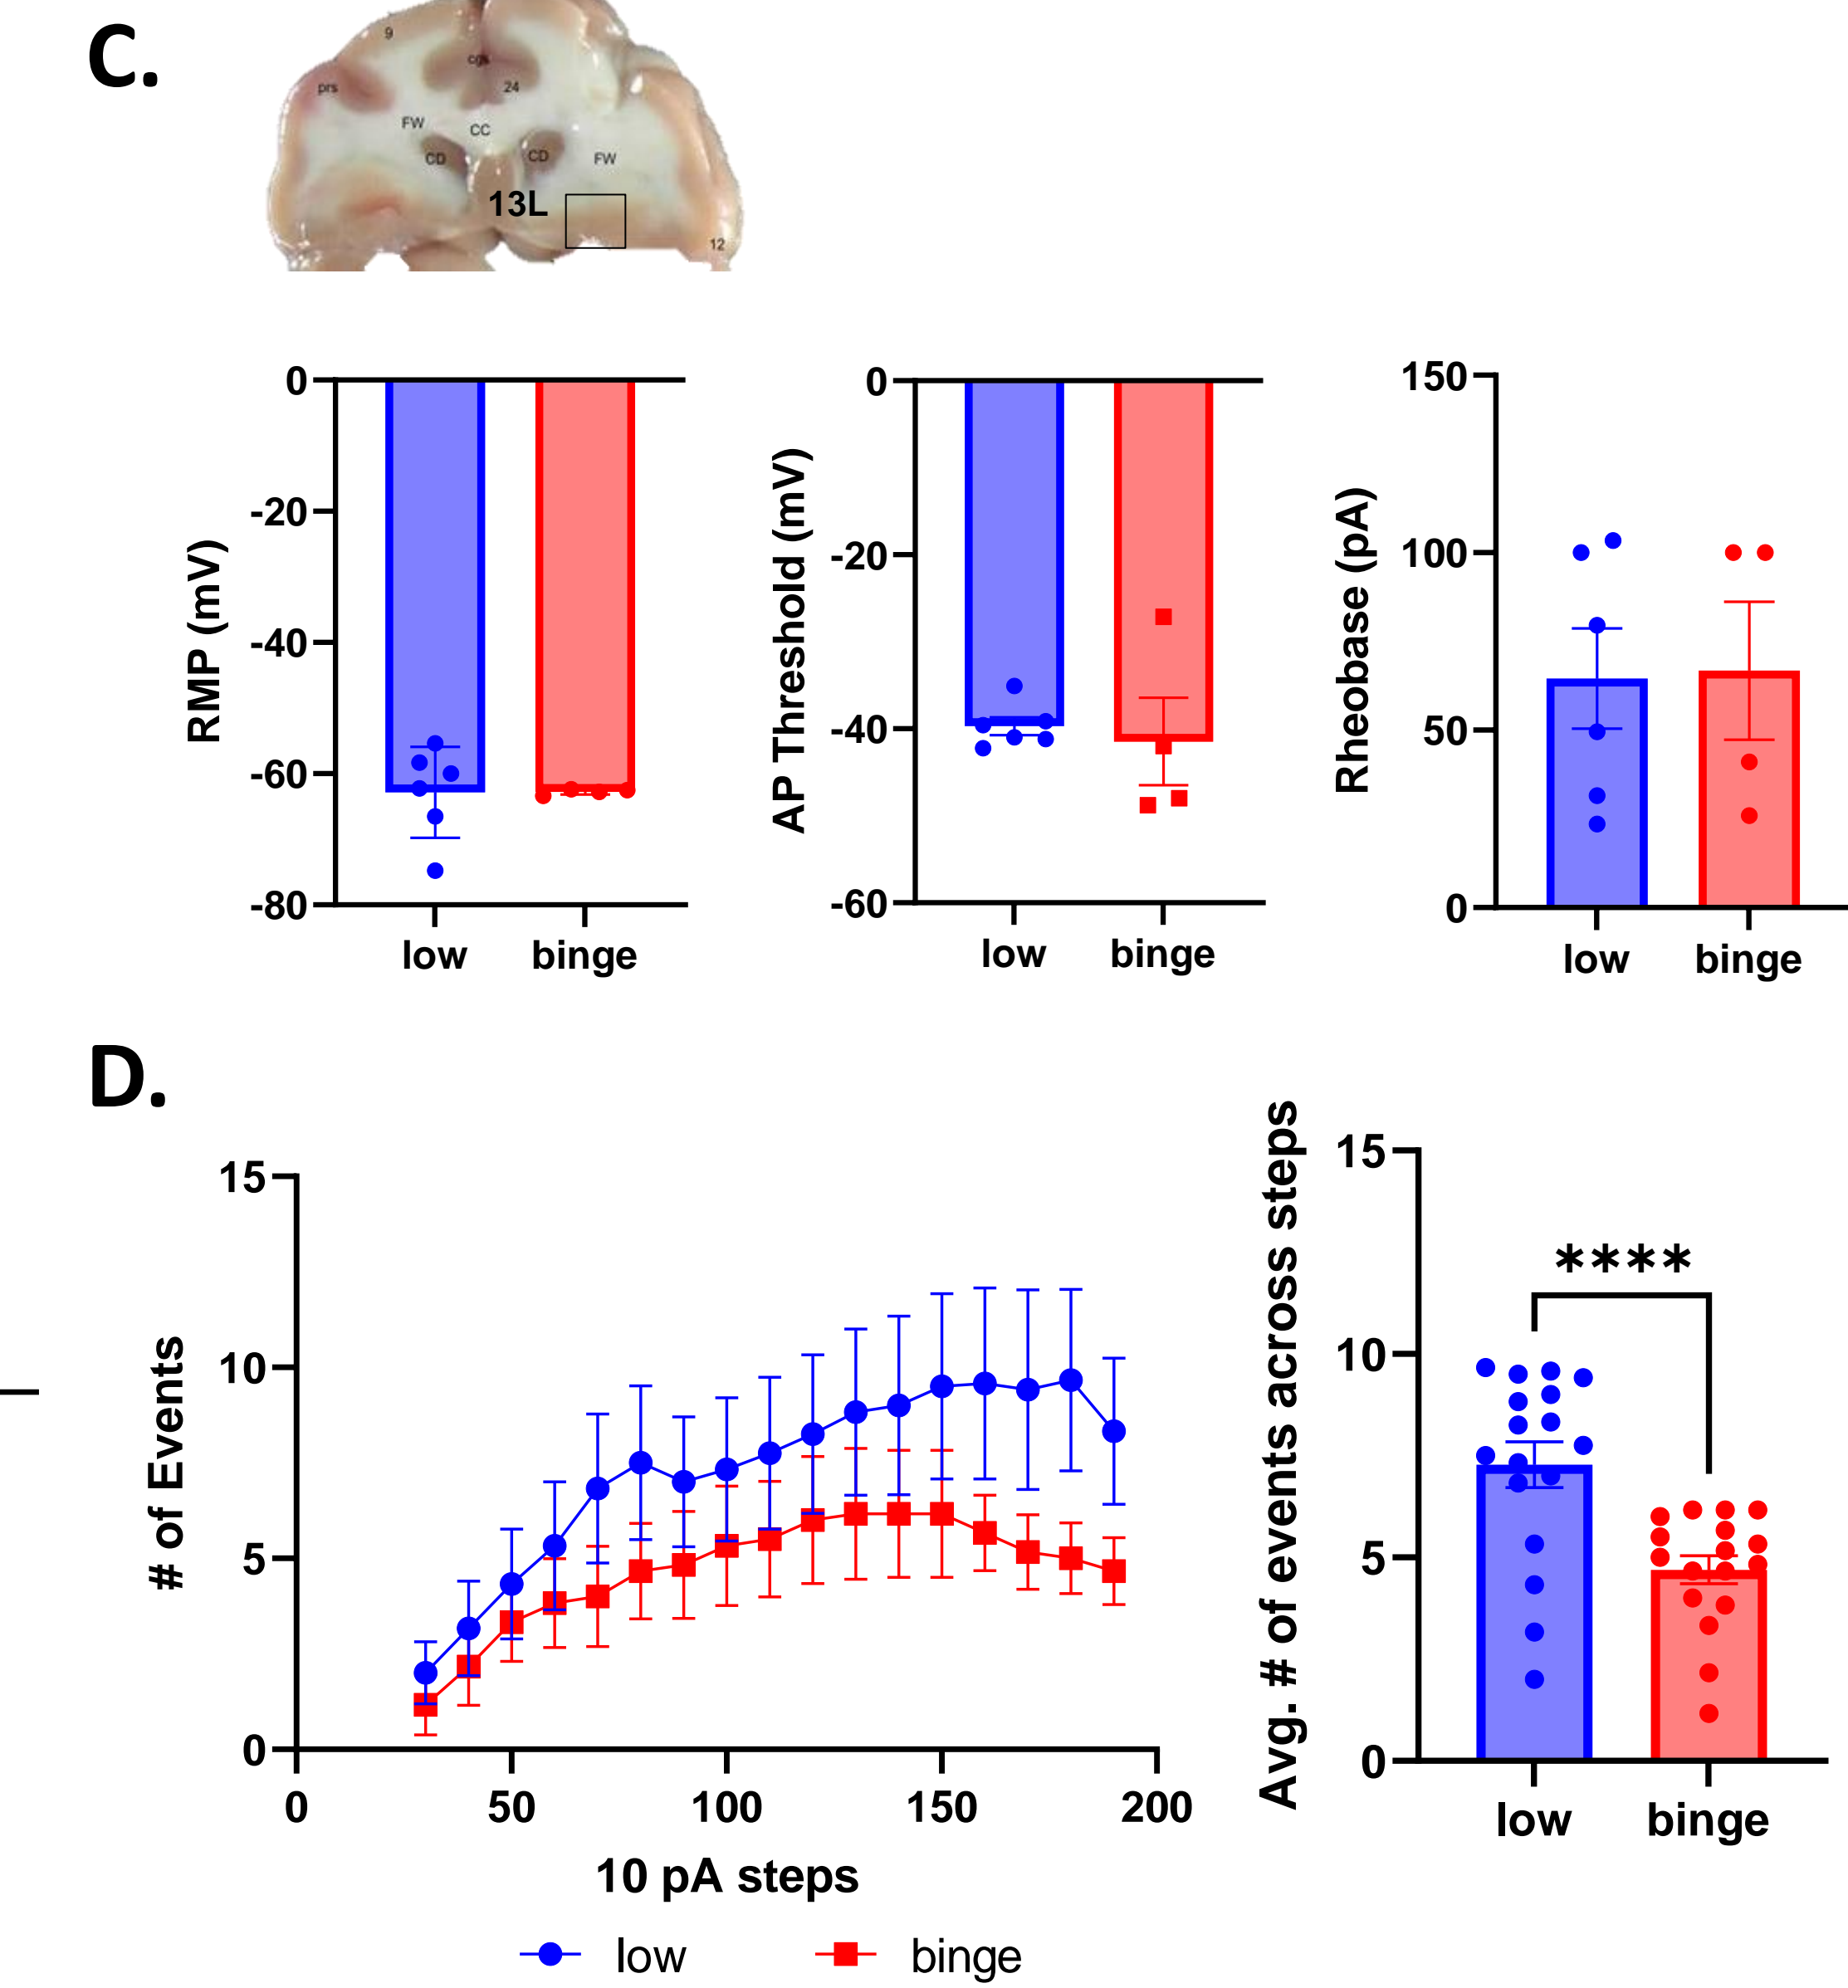 C.
9
cgs
prs
24
FW
CC
CD
CD
FW
13L
12
0
-20
-40
-60
-80
RMP (mV)
low
binge
0
-20
-40
-60
AP Threshold (mV)
low
binge
150
100
50
0
Rheobase (pA)
low
binge
D.
15
10
5
0
# of Events
0
50
100
150
200
10 pA steps
low
binge
15
10
5
0
Avg. # of events across steps
****
low
binge